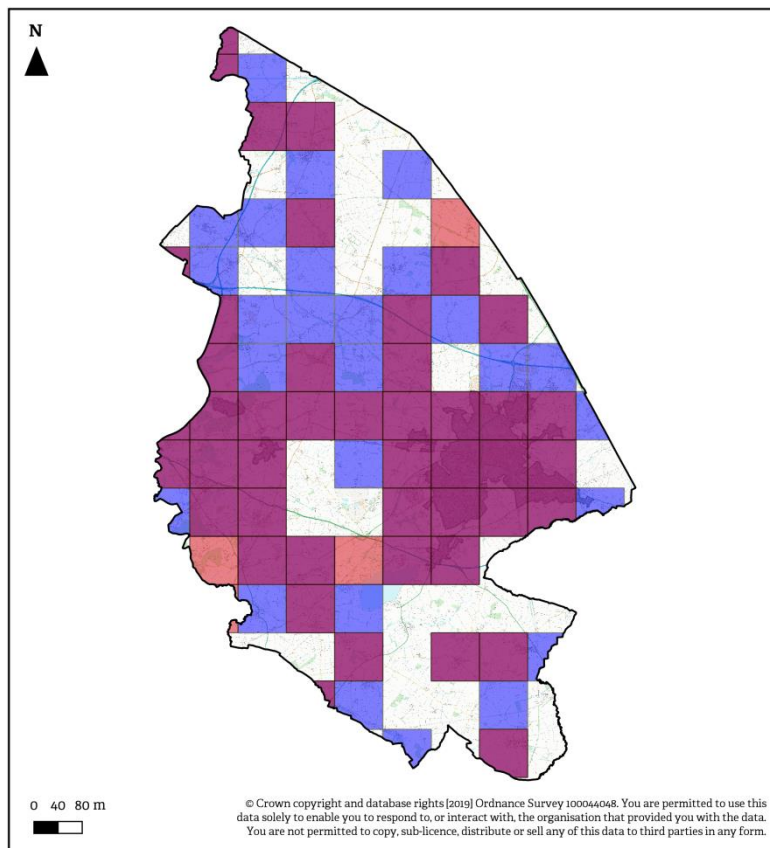 N
0 40 80 m
© Crown copyright and database rights [2019] Ordnance Survey 100044048. You are permitted to use this
data solely to enable you to respond to, or interact with, the organisation that provided you with the data.
You are not permitted to copy, sub-licence, distribute or sell any of this data to third parties in any form.